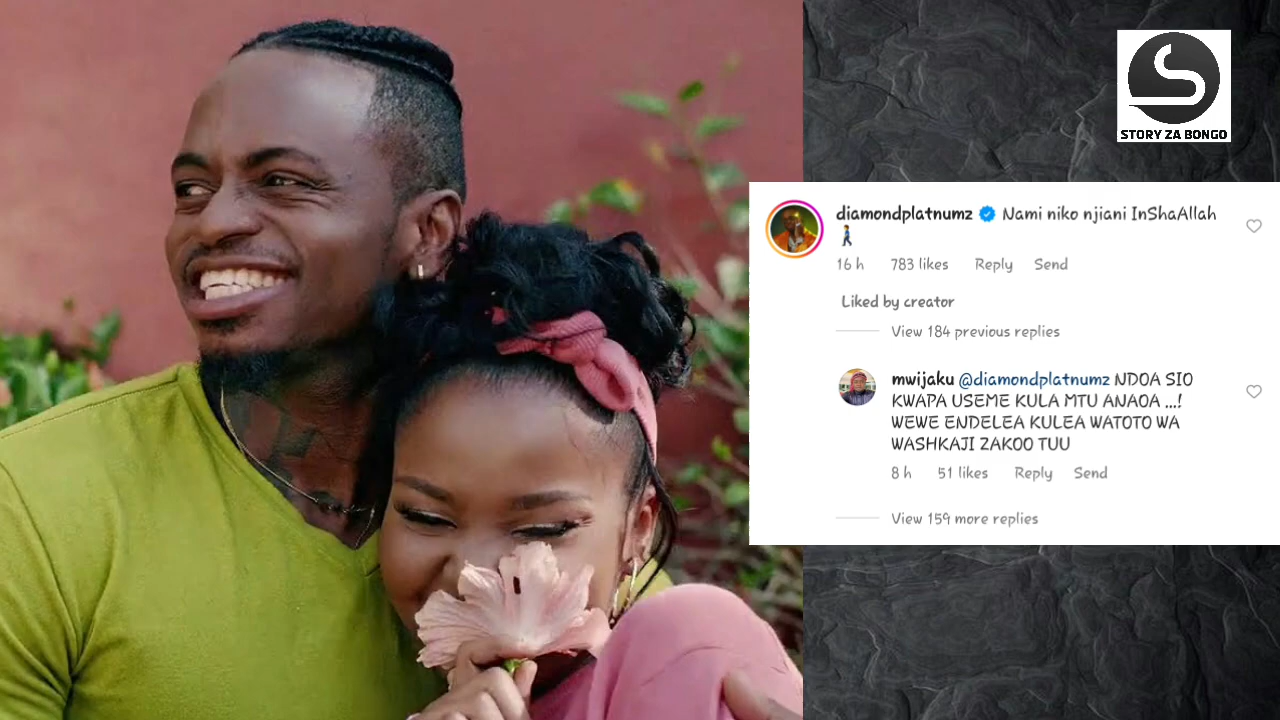 STORY ZA BONGO
diamondplatnumz Nami niko njiani InShaAllah
16 h 783 likes Reply Send
Liked by creator
View 184 previous replies
mwijaku @diamondplatnumz NDOA SIO
KWAPA USEME KULA MTU ANAOA ...!
WEWE ENDELEA KULEA WATOTO WA
WASHKAJI ZAKOO TUU
8 h 51 likes Reply Send
View 159 more replies